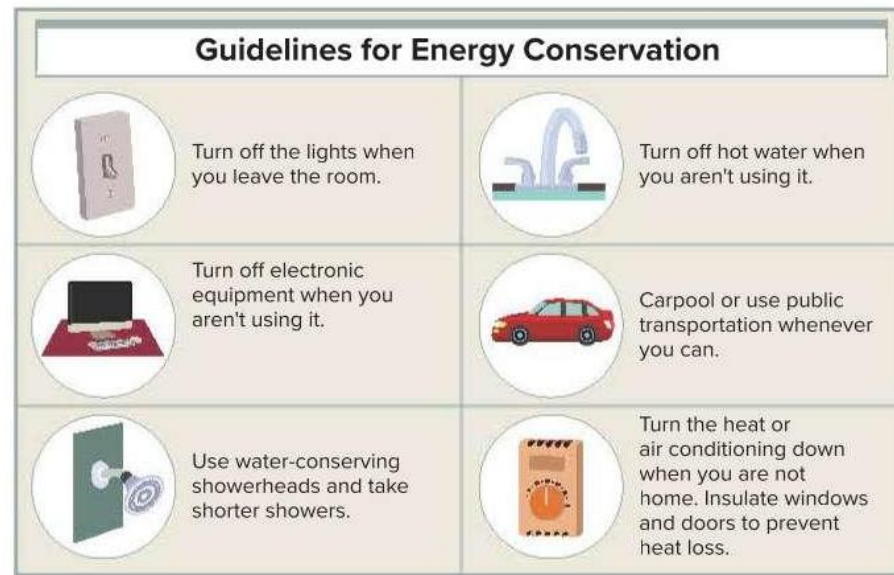 Guidelines for Energy Conservation
Turn off the lights when
you leave the room.
Turn off hot water when
you aren't using it.
Turn off electronic
equipment when you
aren't using it.
Carpool or use public
transportation whenever
you can.
Use water-conserving
showerheads and take
shorter showers.
Turn the heat or
air conditioning down
when you are not
home. Insulate windows
and doors to prevent
heat loss.